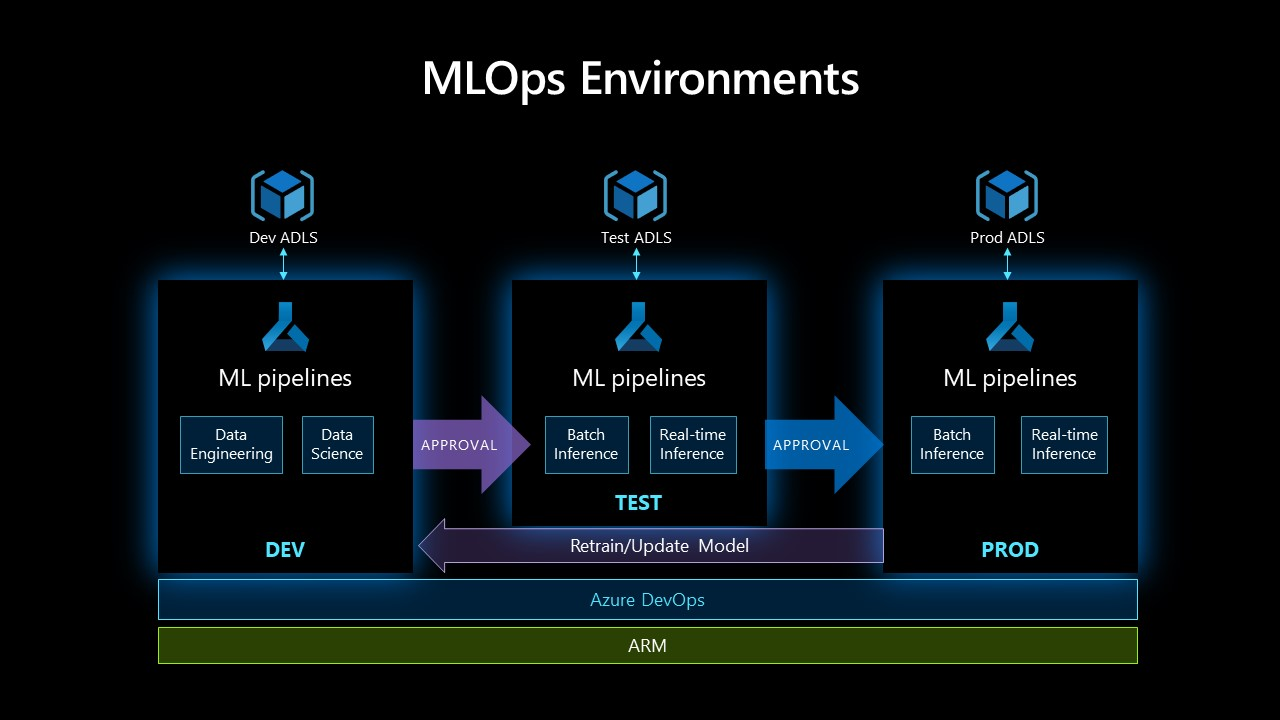 MLOps Environments
Dev ADLS
Test ADLS
Prod ADLS
ML pipelines
Data
Engineering
Data
Science
DEV
APPROVAL
ML pipelines
Batch
Inference
Real-time
Inference
TEST
APPROVAL
ML pipelines
Batch
Inference
Real-time
Inference
PROD
Retrain/Update Model
Azure DevOps
ARM